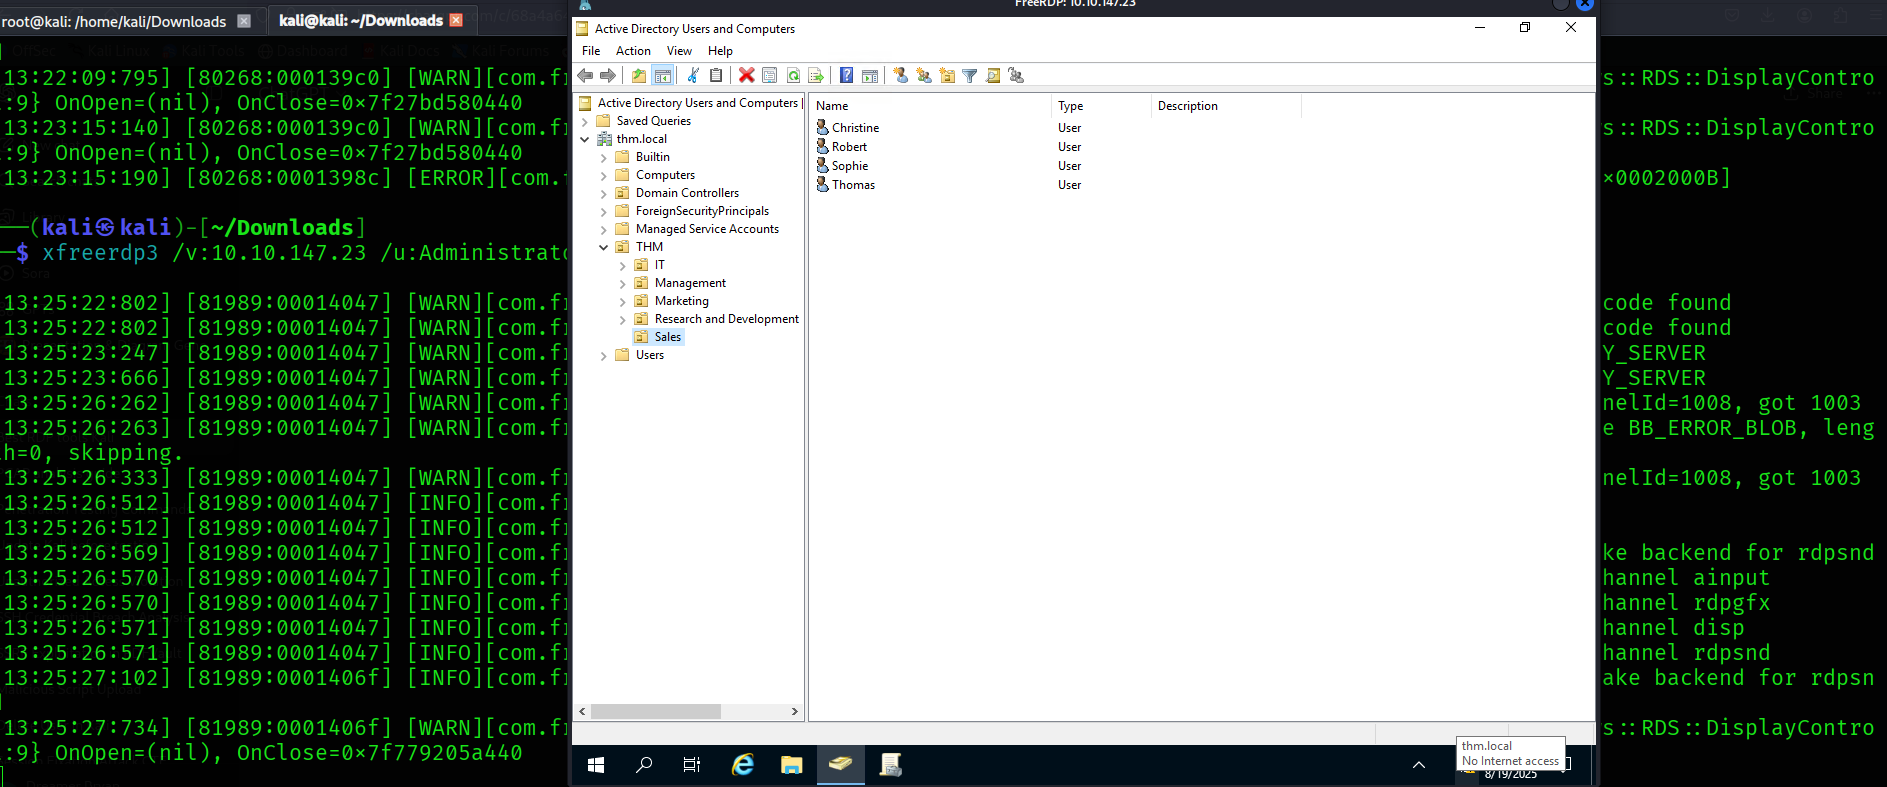 root@kali: /home/kali/Downloads
kali@kali: ~/Downloads
FreeRDP: 10.10.147.23
13:22:09:795] [80268:000139c0] [WARN][com.fr
s::RDS::DisplayContro
:9} OnOpen=(nil), OnClose=0×7f27bd580440
13:23:15:140] [80268:000139c0] [WARN][com.fr
s::RDS::DisplayContro
:9} OnOpen=(nil), OnClose=0×7f27bd580440
13:23:15:190] [80268:0001398c] [ERROR][com.
×0002000B]
(kali㉿kali)-[~/Downloads]
$ xfreerdp3 /v:10.10.147.23 /u:Administrato
13:25:22:802] [81989:00014047] [WARN][com.fr
code found
13:25:22:802] [81989:00014047] [WARN][com.fr
code found
13:25:23:247] [81989:00014047] [WARN][com.fr
Y_SERVER
13:25:23:666] [81989:00014047] [WARN][com.fr
Y_SERVER
13:25:26:262] [81989:00014047] [WARN][com.fr
nelId=1008, got 1003
13:25:26:263] [81989:00014047] [WARN][com.fr
e BB_ERROR_BLOB, leng
h=0, skipping.
13:25:26:333] [81989:00014047] [WARN][com.fr
nelId=1008, got 1003
13:25:26:512] [81989:00014047] [INFO][com.fr
13:25:26:512] [81989:00014047] [INFO][com.fr
13:25:26:569] [81989:00014047] [INFO][com.fr
ke backend for rdpsnd
13:25:26:570] [81989:00014047] [INFO][com.fr
hannel ainput
13:25:26:570] [81989:00014047] [INFO][com.fr
hannel rdpgfx
13:25:26:571] [81989:00014047] [INFO][com.fr
hannel disp
13:25:26:571] [81989:00014047] [INFO][com.fr
hannel rdpsnd
13:25:27:102] [81989:0001406f] [INFO][com.fr
ake backend for rdpsn
13:25:27:734] [81989:0001406f] [WARN][com.fr
s::RDS::DisplayContro
:9} OnOpen=(nil), OnClose=0×7f779205a440
Active Directory Users and Computers
File Action View Help
Active Directory Users and Computers
Saved Queries
thm.local
Builtin
Computers
Domain Controllers
ForeignSecurityPrincipals
Managed Service Accounts
THM
IT
Management
Marketing
Research and Development
Sales
Users
Name Type Description
Christine User
Robert User
Sophie User
Thomas User
thm.local
No Internet access
8/19/2025